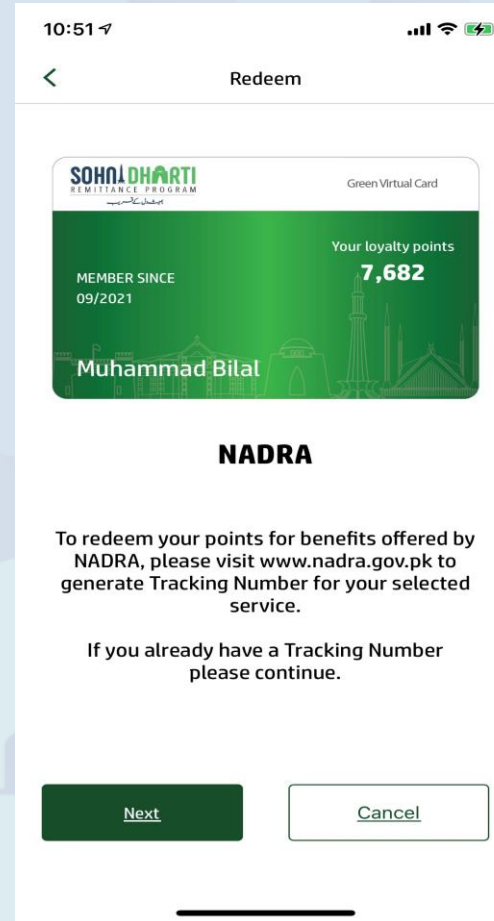 10:51
Redeem
SOHNI DHARTI
REMITTANCE PROGRAM
Green Virtual Card
Your loyalty points
7,682
MEMBER SINCE
09/2021
Muhammad Bilal
NADRA
To redeem your points for benefits offered by
NADRA, please visit www.nadra.gov.pk to
generate Tracking Number for your selected
service.
If you already have a Tracking Number
please continue.
Next
Cancel